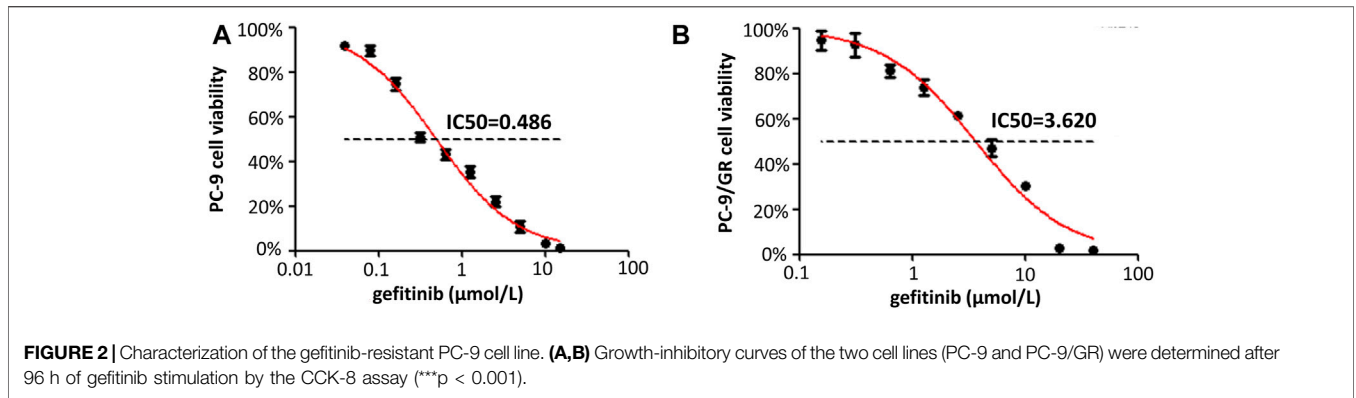 A
100%
80%
60%
40%
20%
0%
PC-9 cell viability
IC50=0.486
0.01 0.1 1 10 100
gefitinib (μmol/L)
B
100%
80%
60%
40%
20%
0%
PC-9/GR cell viability
IC50=3.620
0.1 1 10 100
gefitinib (μmol/L)
FIGURE 2 | Characterization of the gefitinib-resistant PC-9 cell line. (A,B) Growth-inhibitory curves of the two cell lines (PC-9 and PC-9/GR) were determined after
96 h of gefitinib stimulation by the CCK-8 assay (***p < 0.001).